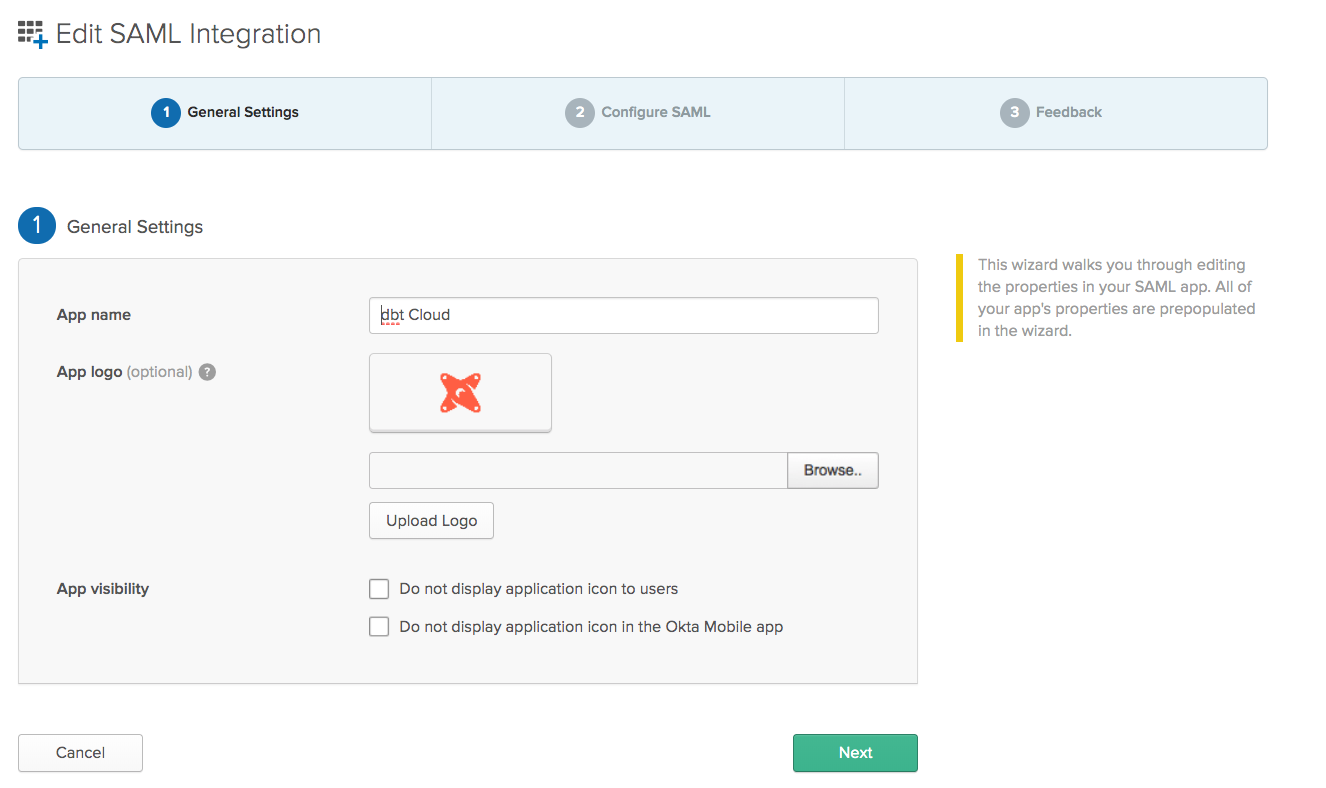 Edit SAML Integration
1 General Settings
2 Configure SAML
3 Feedback
1 General Settings
This wizard walks you through editing
the properties in your SAML app. All of
your app's properties are prepopulated
in the wizard.
App name
dbt Cloud
App logo (optional) ?
Browse..
Upload Logo
App visibility
Do not display application icon to users
Do not display application icon in the Okta Mobile app
Cancel
Next